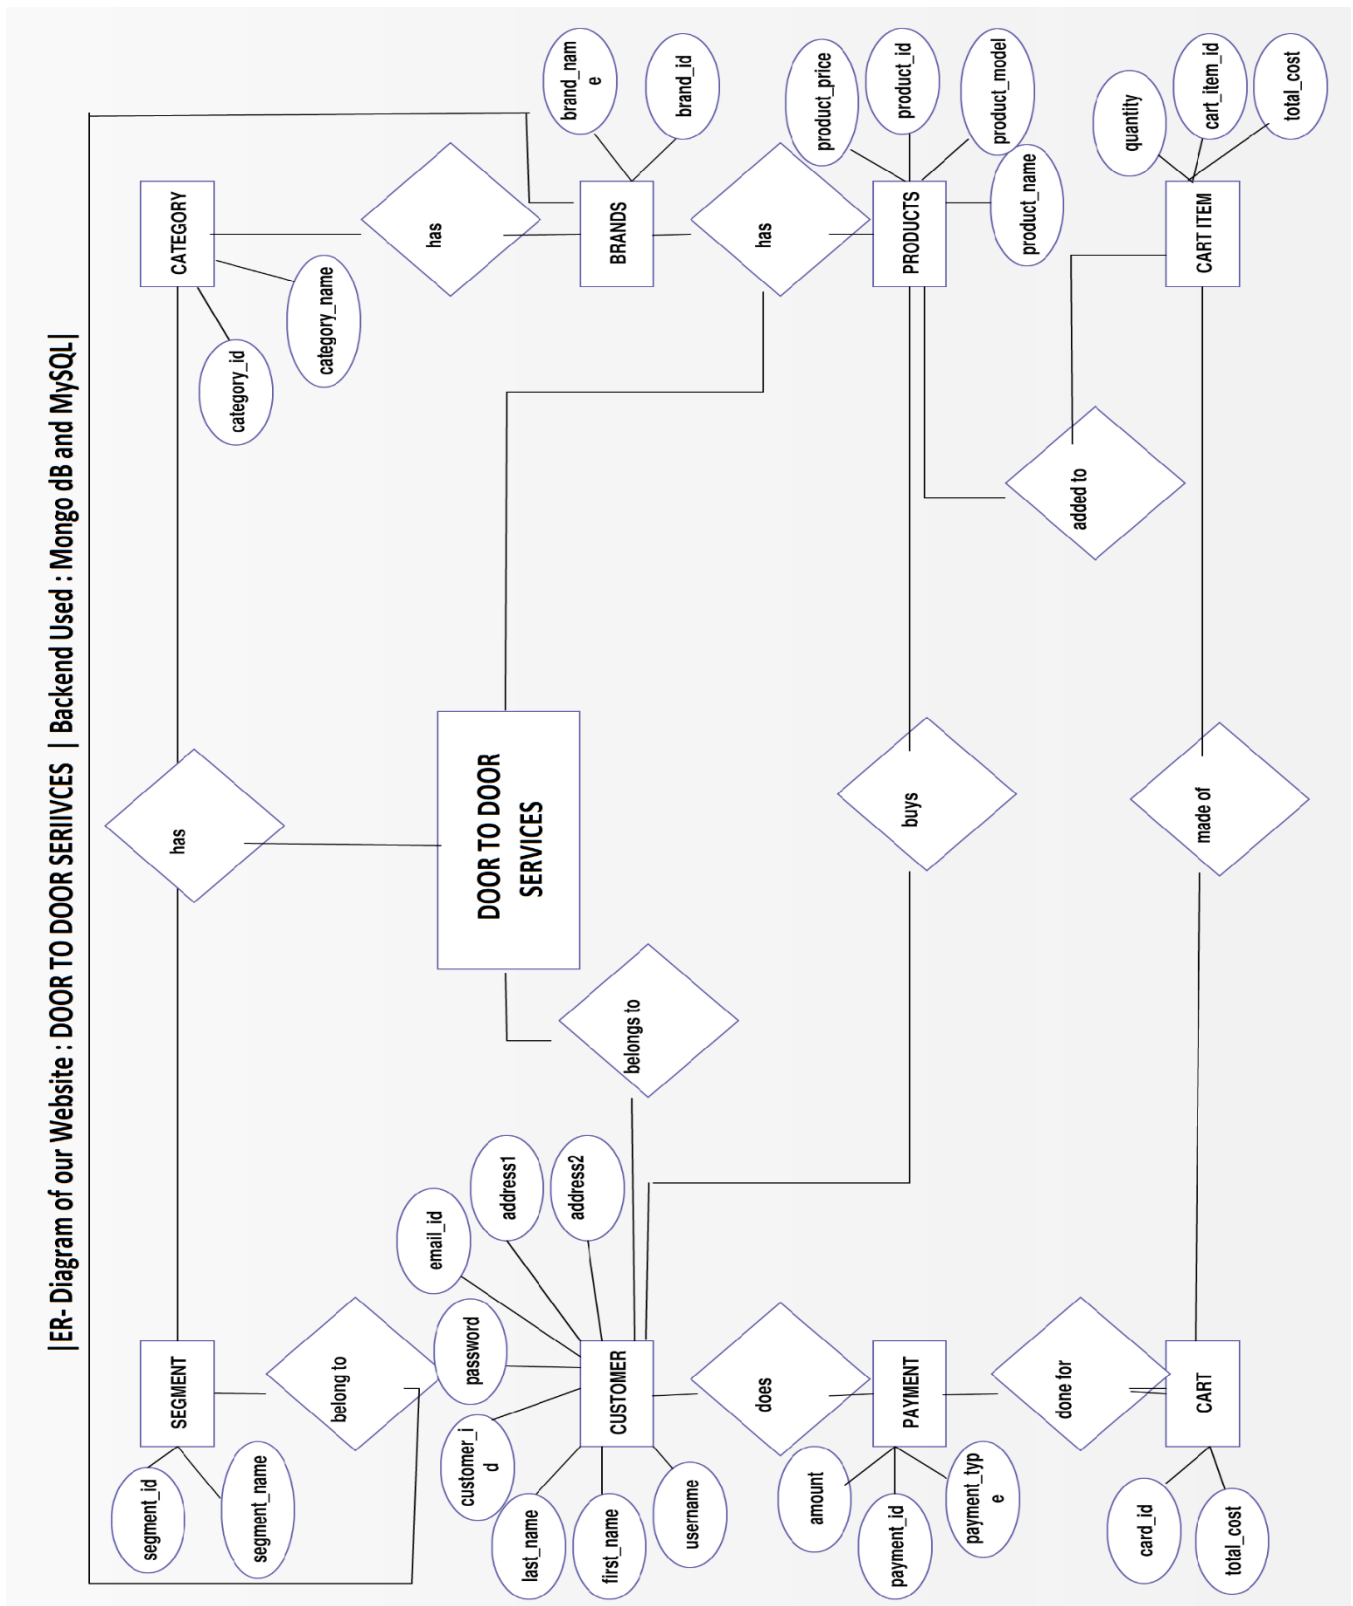 |ER- Diagram of our Website : DOOR TO DOOR SERIIVCES | Backend Used : Mongo dB and MySQL|
segment_id
SEGMENT
has
CATEGORY
segment_name
category_id
belong to
category_name
email_id
has
password
customer_i
d
address1
DOOR TO DOOR
SERVICES
last_name
address2
brand_nam
e
first_name
CUSTOMER
belongs to
BRANDS
username
brand_id
does
has
amount
product_price
payment_id
PAYMENT
buys
PRODUCTS
product_id
payment_typ
e
product_model
product_name
done for
added to
quantity
card_id
CART
made of
CART ITEM
cart_item_id
total_cost
total_cost